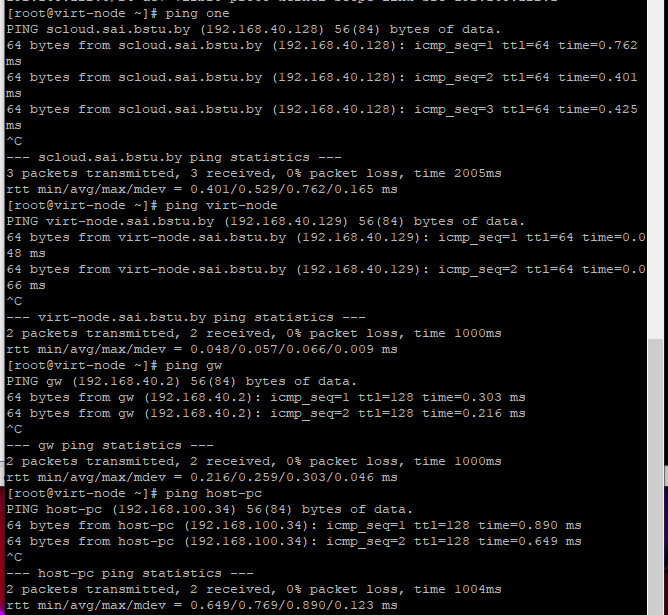 [root@virt-node ~]# ping one
PING scloud.sai.bstu.by (192.168.40.128) 56(84) bytes of data.
64 bytes from scloud.sai.bstu.by (192.168.40.128): icmp_seq=1 ttl=64 time=0.762
ms
64 bytes from scloud.sai.bstu.by (192.168.40.128): icmp_seq=2 ttl=64 time=0.401
ms
64 bytes from scloud.sai.bstu.by (192.168.40.128): icmp_seq=3 ttl=64 time=0.425
ms
^C
--- scloud.sai.bstu.by ping statistics ---
3 packets transmitted, 3 received, 0% packet loss, time 2005ms
rtt min/avg/max/mdev = 0.401/0.529/0.762/0.165 ms
[root@virt-node ~]# ping virt-node
PING virt-node.sai.bstu.by (192.168.40.129) 56(84) bytes of data.
64 bytes from virt-node.sai.bstu.by (192.168.40.129): icmp_seq=1 ttl=64 time=0.0
48 ms
64 bytes from virt-node.sai.bstu.by (192.168.40.129): icmp_seq=2 ttl=64 time=0.0
66 ms
^C
--- virt-node.sai.bstu.by ping statistics ---
2 packets transmitted, 2 received, 0% packet loss, time 1000ms
rtt min/avg/max/mdev = 0.048/0.057/0.066/0.009 ms
[root@virt-node ~]# ping gw
PING gw (192.168.40.2) 56(84) bytes of data.
64 bytes from gw (192.168.40.2): icmp_seq=1 ttl=128 time=0.303 ms
64 bytes from gw (192.168.40.2): icmp_seq=2 ttl=128 time=0.216 ms
^C
--- gw ping statistics ---
2 packets transmitted, 2 received, 0% packet loss, time 1000ms
rtt min/avg/max/mdev = 0.216/0.259/0.303/0.046 ms
[root@virt-node ~]# ping host-pc
PING host-pc (192.168.100.34) 56(84) bytes of data.
64 bytes from host-pc (192.168.100.34): icmp_seq=1 ttl=128 time=0.890 ms
64 bytes from host-pc (192.168.100.34): icmp_seq=2 ttl=128 time=0.649 ms
^C
--- host-pc ping statistics ---
2 packets transmitted, 2 received, 0% packet loss, time 1004ms
rtt min/avg/max/mdev = 0.649/0.769/0.890/0.123 ms